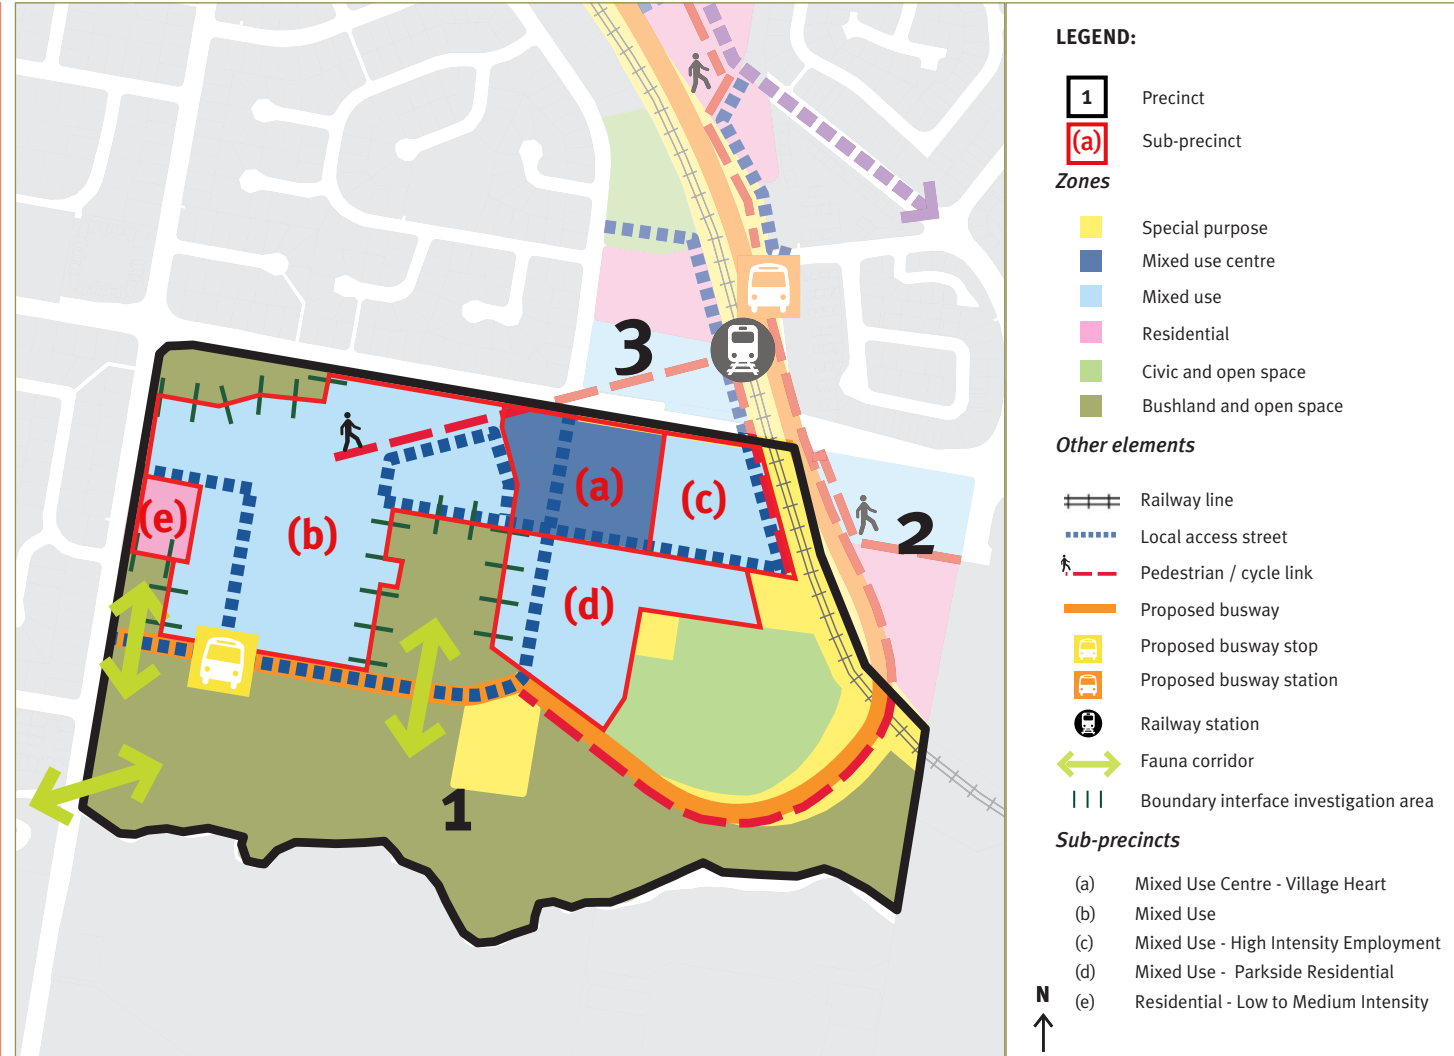 3
2
(a)
(c)
(e)
(b)
(d)
1
LEGEND:
1 Precinct
(a) Sub-precinct
Zones
Special purpose
Mixed use centre
Mixed use
Residential
Civic and open space
Bushland and open space
Other elements
Railway line
Local access street
Pedestrian / cycle link
Proposed busway
Proposed busway stop
Proposed busway station
Railway station
Fauna corridor
Boundary interface investigation area
Sub-precincts
(a) Mixed Use Centre - Village Heart
(b) Mixed Use
(c) Mixed Use - High Intensity Employment
(d) Mixed Use - Parkside Residential
(e) Residential - Low to Medium Intensity
N